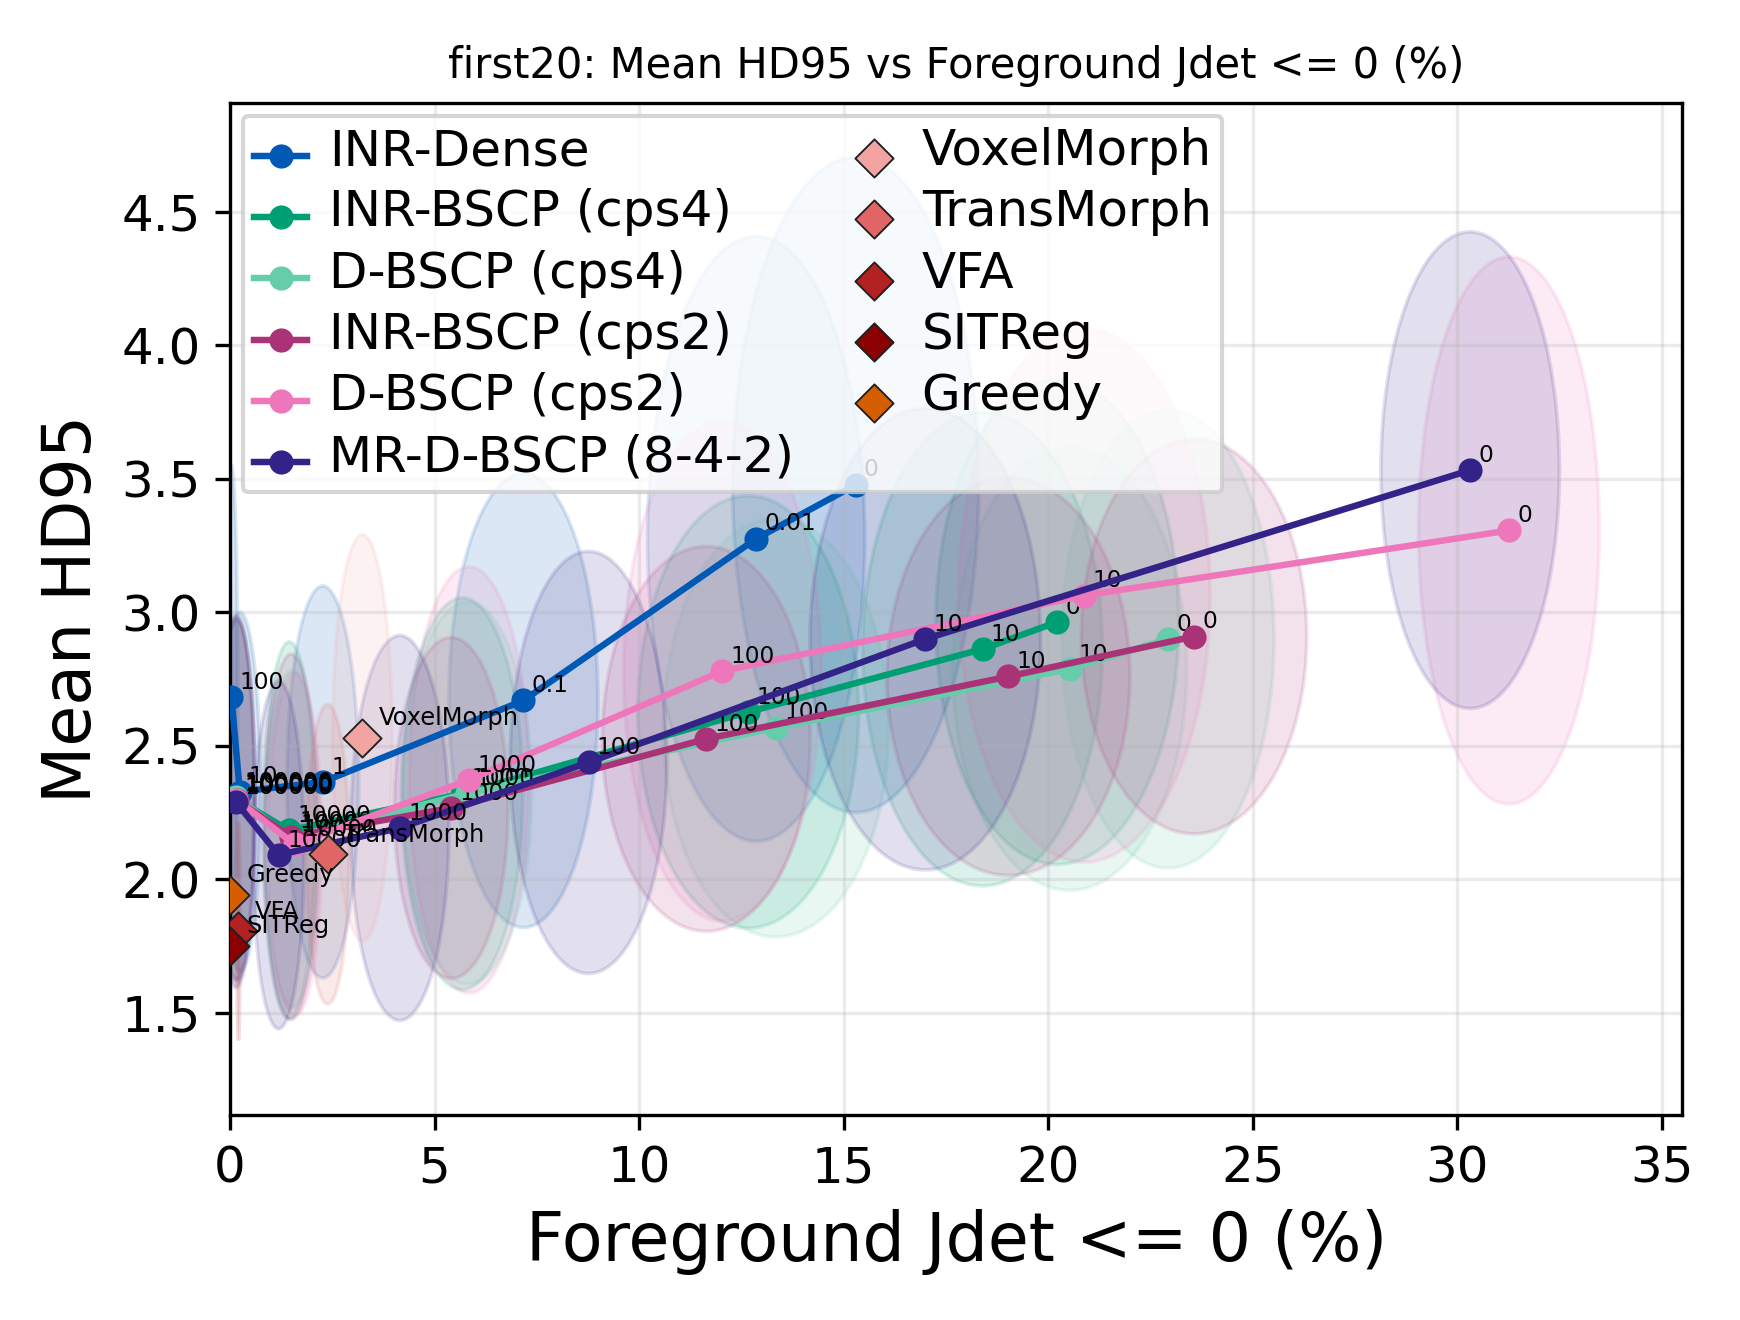 first20: Mean HD95 vs Foreground Jdet <= 0 (%)
INR-Dense
INR-BSCP (cps4)
D-BSCP (cps4)
INR-BSCP (cps2)
D-BSCP (cps2)
MR-D-BSCP (8-4-2)
VoxelMorph
TransMorph
VFA
SITReg
Greedy
4.5
4.0
3.5
3.0
2.5
2.0
1.5
Mean HD95
0
0
0
0.01
10
0
0
0
10
10
10
10
100
100
0.1
100
100
100
100
VoxelMorph
1
10
1000
1000
1000
10000
TransMorph
Greedy
VFA
SITReg
0
5
10
15
20
25
30
35
Foreground Jdet <= 0 (%)